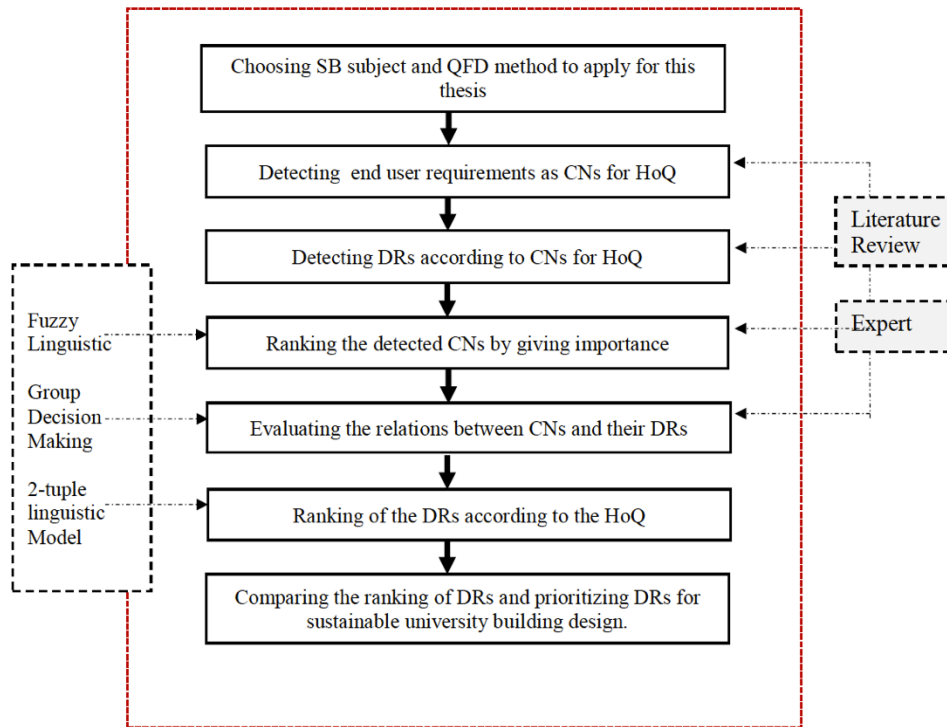 Choosing SB subject and QFD method to apply for this
thesis
Detecting end user requirements as CNs for HoQ
Detecting DRs according to CNs for HoQ
Ranking the detected CNs by giving importance
Evaluating the relations between CNs and their DRs
Ranking of the DRs according to the HoQ
Comparing the ranking of DRs and prioritizing DRs for
sustainable university building design.
Fuzzy
Linguistic
Group
Decision
Making
2-tuple
linguistic
Model
Literature
Review
Expert